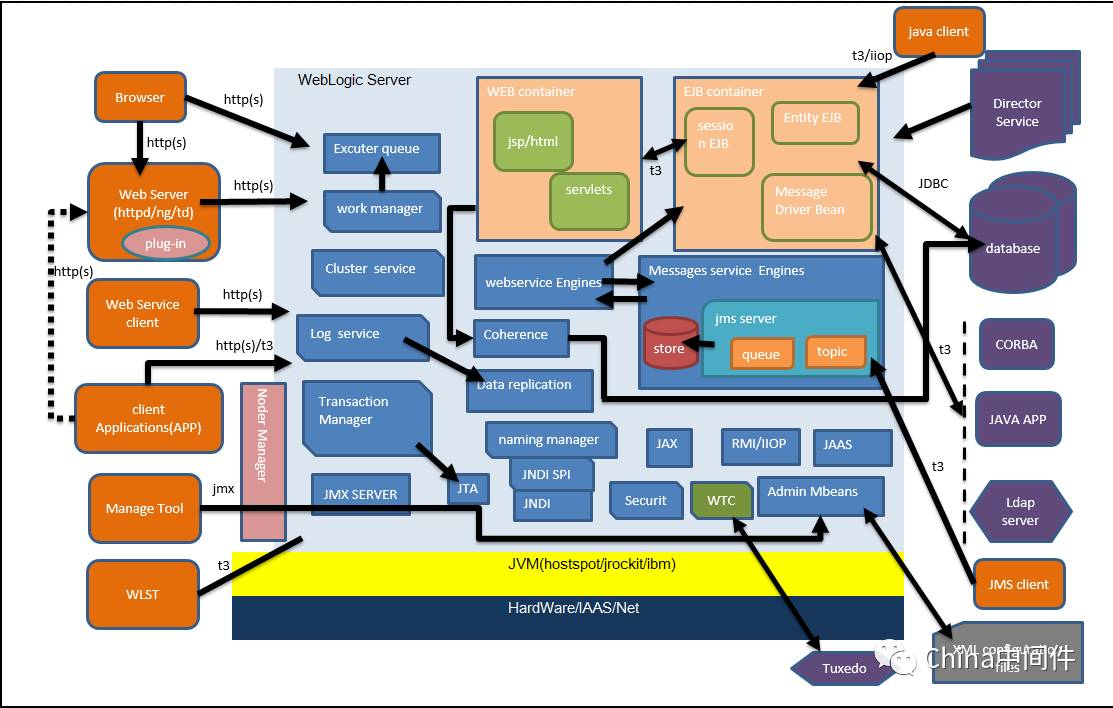 java client
t3/iiop
WebLogic Server
WEB container
EJB container
Browser
http(s)
Director
Service
sessio
n EJB
Entity EJB
jsp/html
Excuter queue
http(s)
t3
servlets
JDBC
Web Server
(httpd/ng/td)
http(s)
work manager
Message
Driver Bean
plug-in
database
http(s)
Cluster service
webservice Engines
Messages service Engines
Web Service
client
http(s)
jms server
Log service
Coherence
store
queue
topic
CORBA
http(s)/t3
t3
Data replication
client
Applications(APP)
Noder Manager
Transaction
Manager
JAVA APP
naming manager
JAX
RMI/IIOP
JAAS
t3
JNDI SPI
jmx
JMX SERVER
JTA
JNDI
Securit
WTC
Admin Mbeans
Manage Tool
Ldap
server
t3
WLST
JVM(hostspot/jrockit/ibm)
JMS client
HardWare/IAAS/Net
XML configuration
files
China中间件
Tuxedo